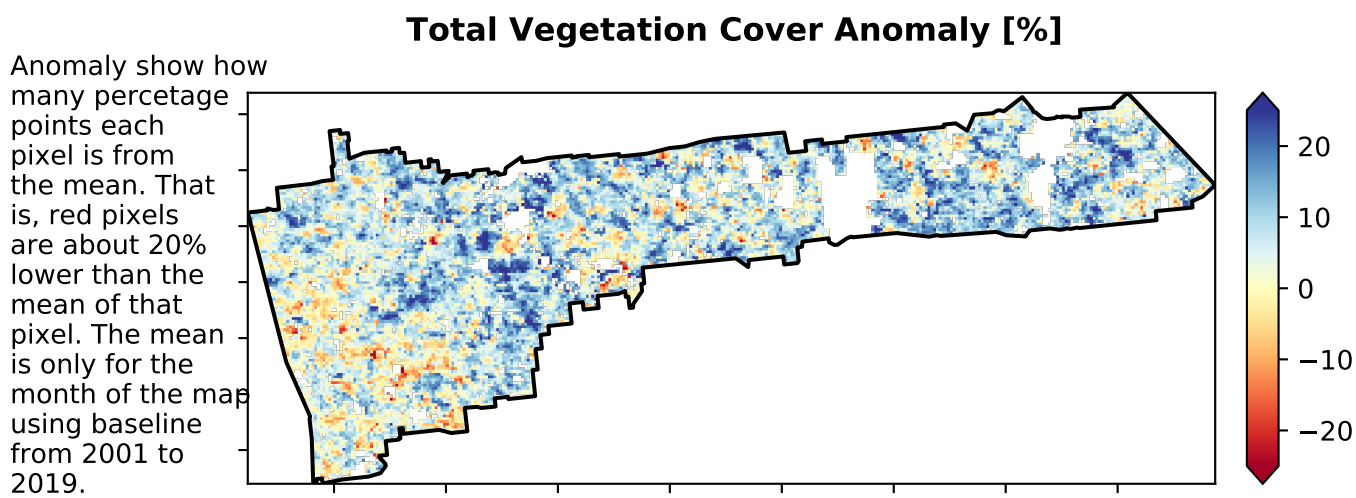 Total Vegetation Cover Anomaly [%]
Anomaly show how
many percetage
points each
pixel is from
the mean. That
is, red pixels
are about 20%
lower than the
mean of that
pixel. The mean
is only for the
month of the map
using baseline
from 2001 to
2019.
20
10
0
−10
−20